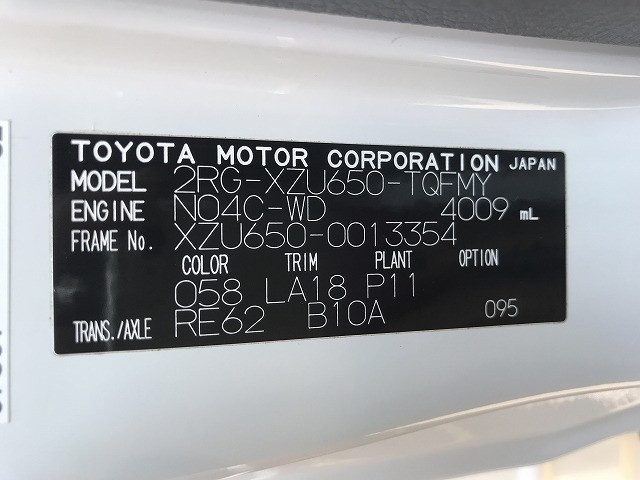 TOYOTA MOTOR CORPORATION JAPAN
MODEL 2RG-XZU650-TQFMY
ENGINE N04C-WD 4009 mL
FRAME No. XZU650-0013354
COLOR TRIM PLANT OPTION
058 LA18 P11
TRANS./AXLE RE62 B10A 095